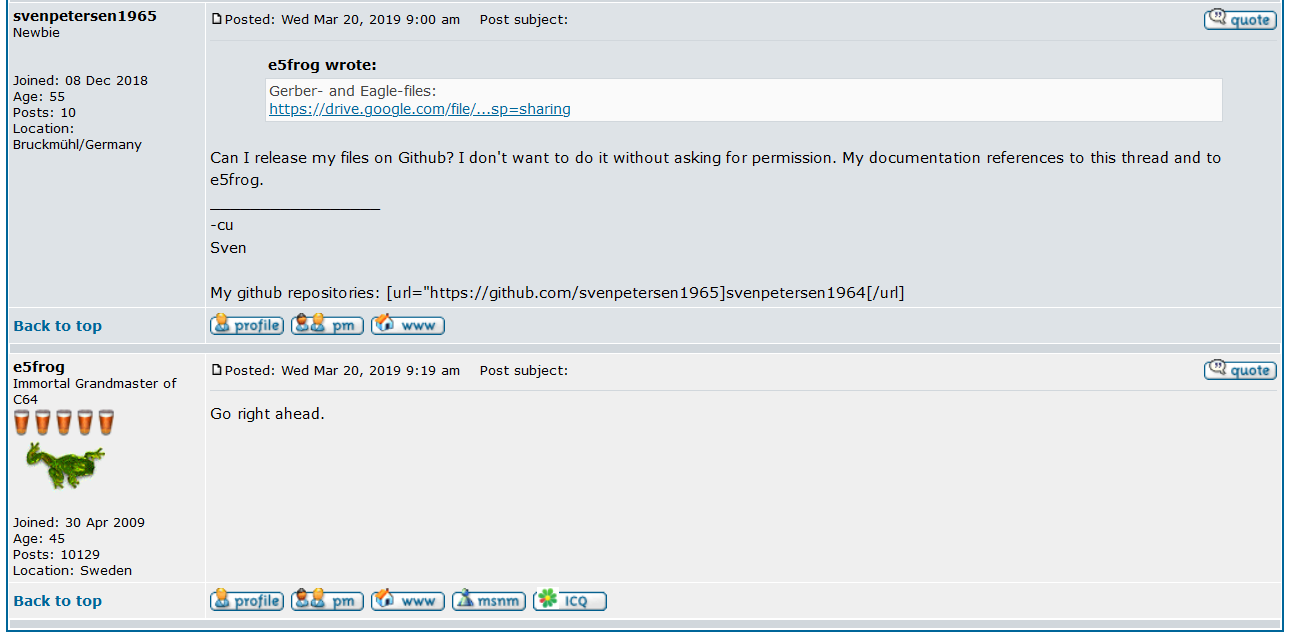 svenpetersen1965
Newbie
Joined: 08 Dec 2018
Age: 55
Posts: 10
Location:
Bruckmühl/Germany
Posted: Wed Mar 20, 2019 9:00 am Post subject:
quote
e5frog wrote:
Gerber- and Eagle-files:
https://drive.google.com/file/...sp=sharing
Can I release my files on Github? I don't want to do it without asking for permission. My documentation references to this thread and to
e5frog.
_________________
-cu
Sven
My github repositories: [url="https://github.com/svenpetersen1965]svenpetersen1964[/url]
Back to top
profile pm www
e5frog
Immortal Grandmaster of
C64
Joined: 30 Apr 2009
Age: 45
Posts: 10129
Location: Sweden
Posted: Wed Mar 20, 2019 9:19 am Post subject:
quote
Go right ahead.
Back to top
profile pm www msnm ICQ